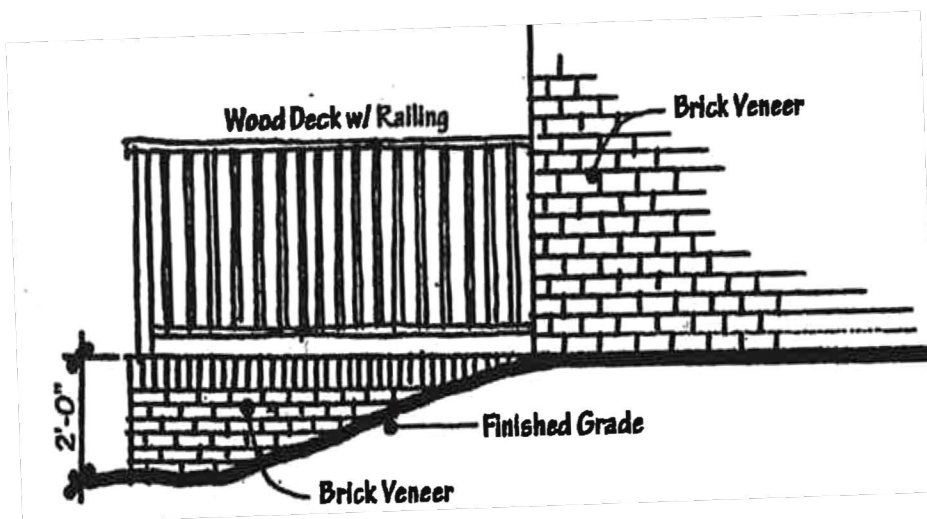 Wood Deck w/ Railing
Brick Veneer
2'-0"
Finished Grade
Brick Veneer